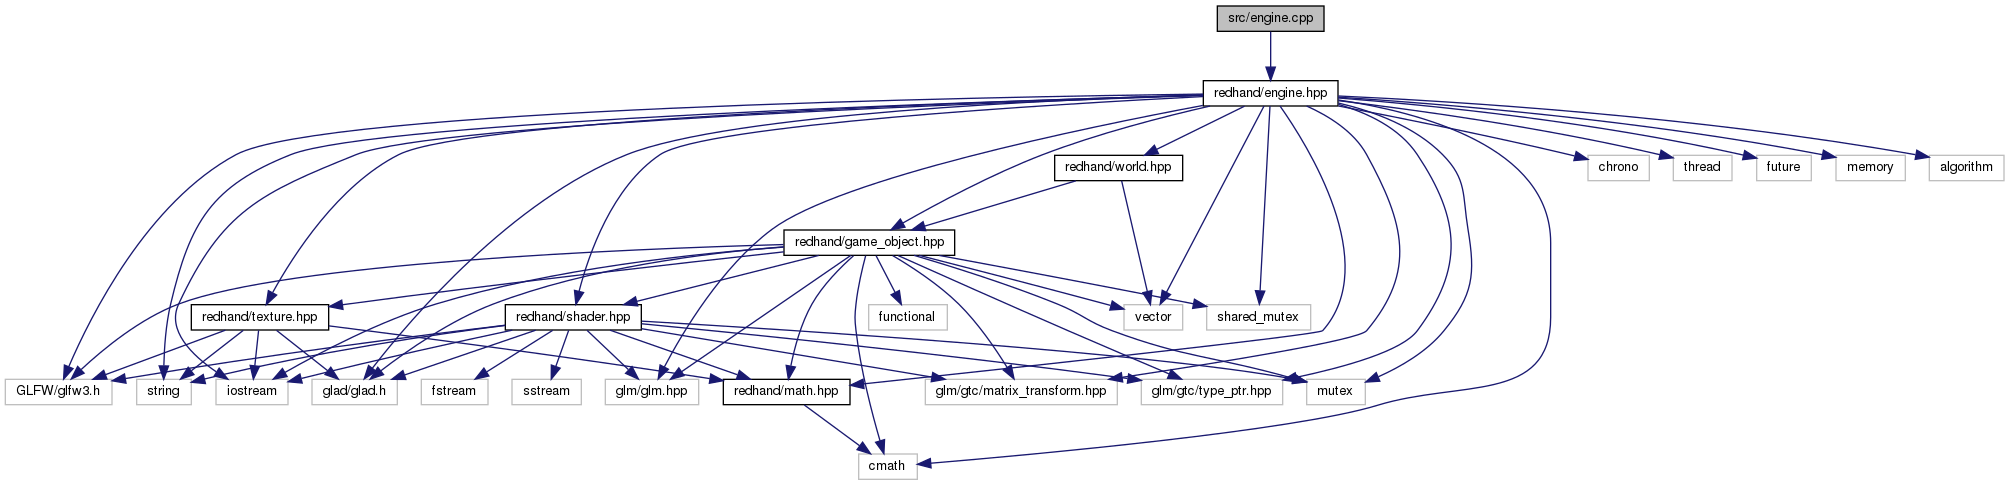 src/engine.cpp
redhand/engine.hpp
redhand/world.hpp
chrono
thread
future
memory
algorithm
redhand/game_object.hpp
redhand/texture.hpp
redhand/shader.hpp
functional
vector
shared_mutex
GLFW/glfw3.h
string
iostream
glad/glad.h
fstream
sstream
glm/glm.hpp
redhand/math.hpp
glm/gtc/matrix_transform.hpp
glm/gtc/type_ptr.hpp
mutex
cmath